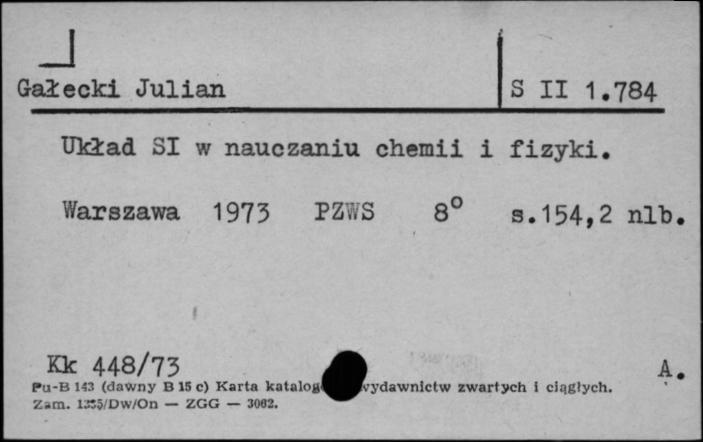 Gałecki Julian
S II 1.784
Układ SI w nauczaniu chemii i fizyki.
Warszawa 1973 PZWS 8° s.154,2 nlb.
Kk 448/73 A.
Pu-B 143 (dawny B 15 c) Karta katalog wydawnictw zwartych i ciągłych.
Zam. 1355/Dw/On — ZGG — 3062.